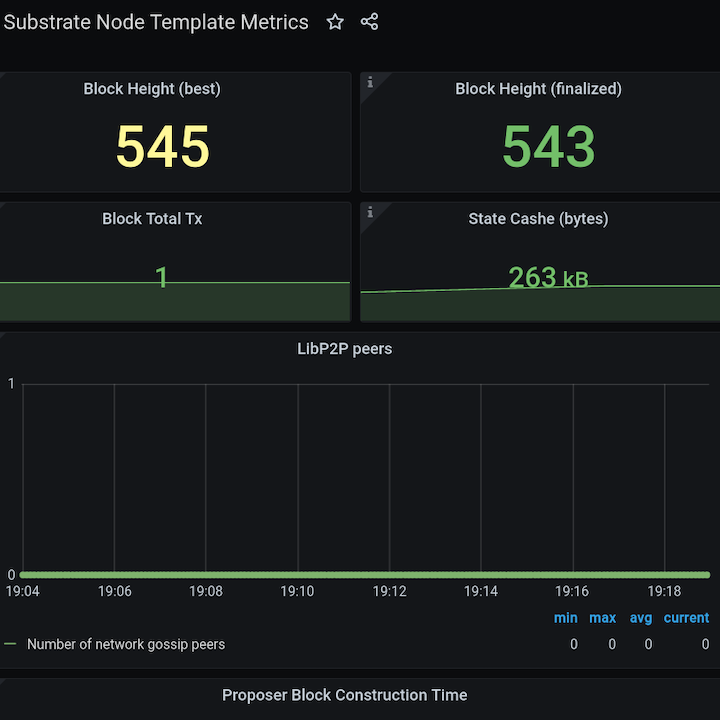 Substrate Node Template Metrics
Block Height (best)
Block Height (finalized)
545
543
Block Total Tx
State Cashe (bytes)
1
263 kB
LibP2P peers
1
0
19:04 19:06 19:08 19:10 19:12 19:14 19:16 19:18
min max avg current
Number of network gossip peers 0 0 0 0
Proposer Block Construction Time